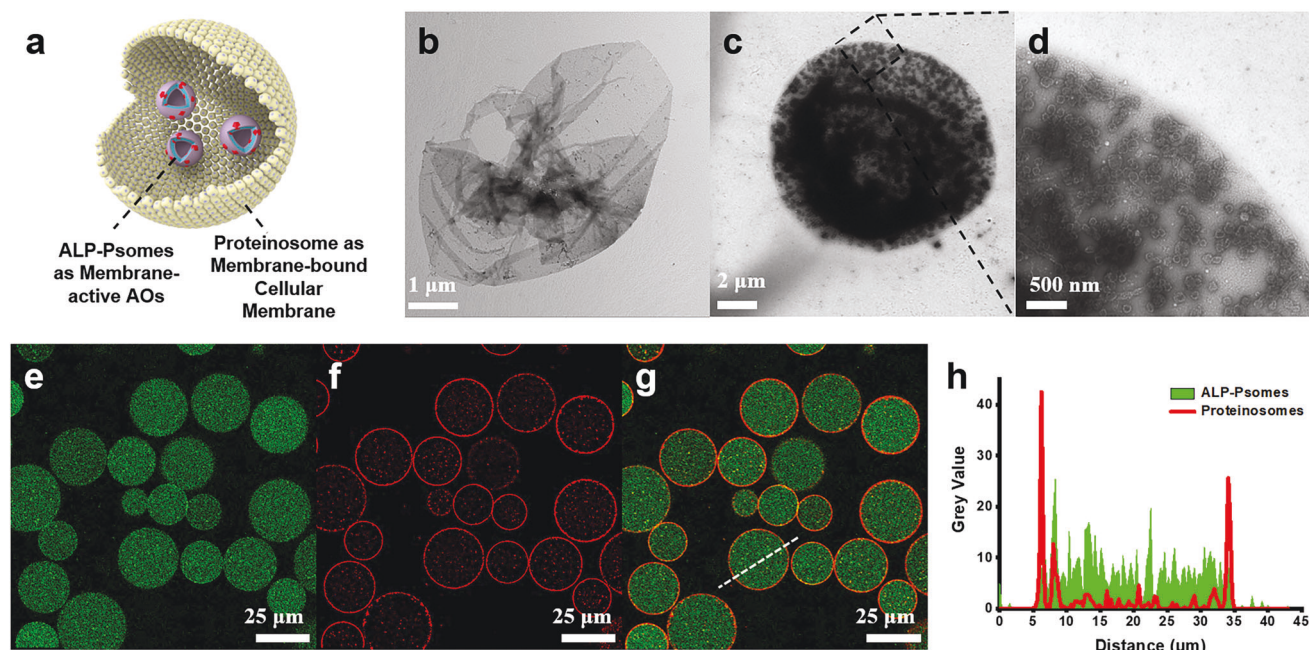 a
ALP-Psomes
as Membrane-
active AOs
Proteinosome as
Membrane-bound
Cellular
Membrane
b
1 µm
c
2 µm
d
500 nm
e
25 µm
f
25 µm
g
25 µm
h
ALP-Psomes
Proteinosomes
Grey Value
40
30
20
10
0
0 5 10 15 20 25 30 35 40 45
Distance (µm)